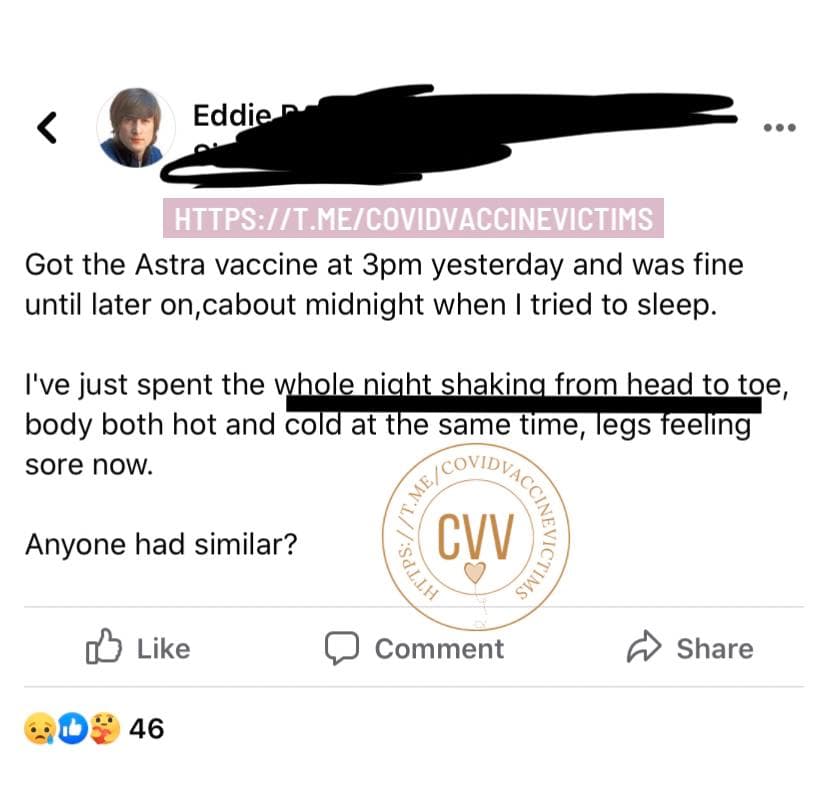 Eddie
HTTPS://T.ME/COVIDVACCINEVICTIMS
Got the Astra vaccine at 3pm yesterday and was fine
until later on,cabout midnight when I tried to sleep.
I've just spent the whole night shaking from head to toe,
body both hot and cold at the same time, legs feeling
sore now.
HTTPS://T.ME/COVIDVACCINEVICTIMS
CVV
Anyone had similar?
Like
Comment
Share
46